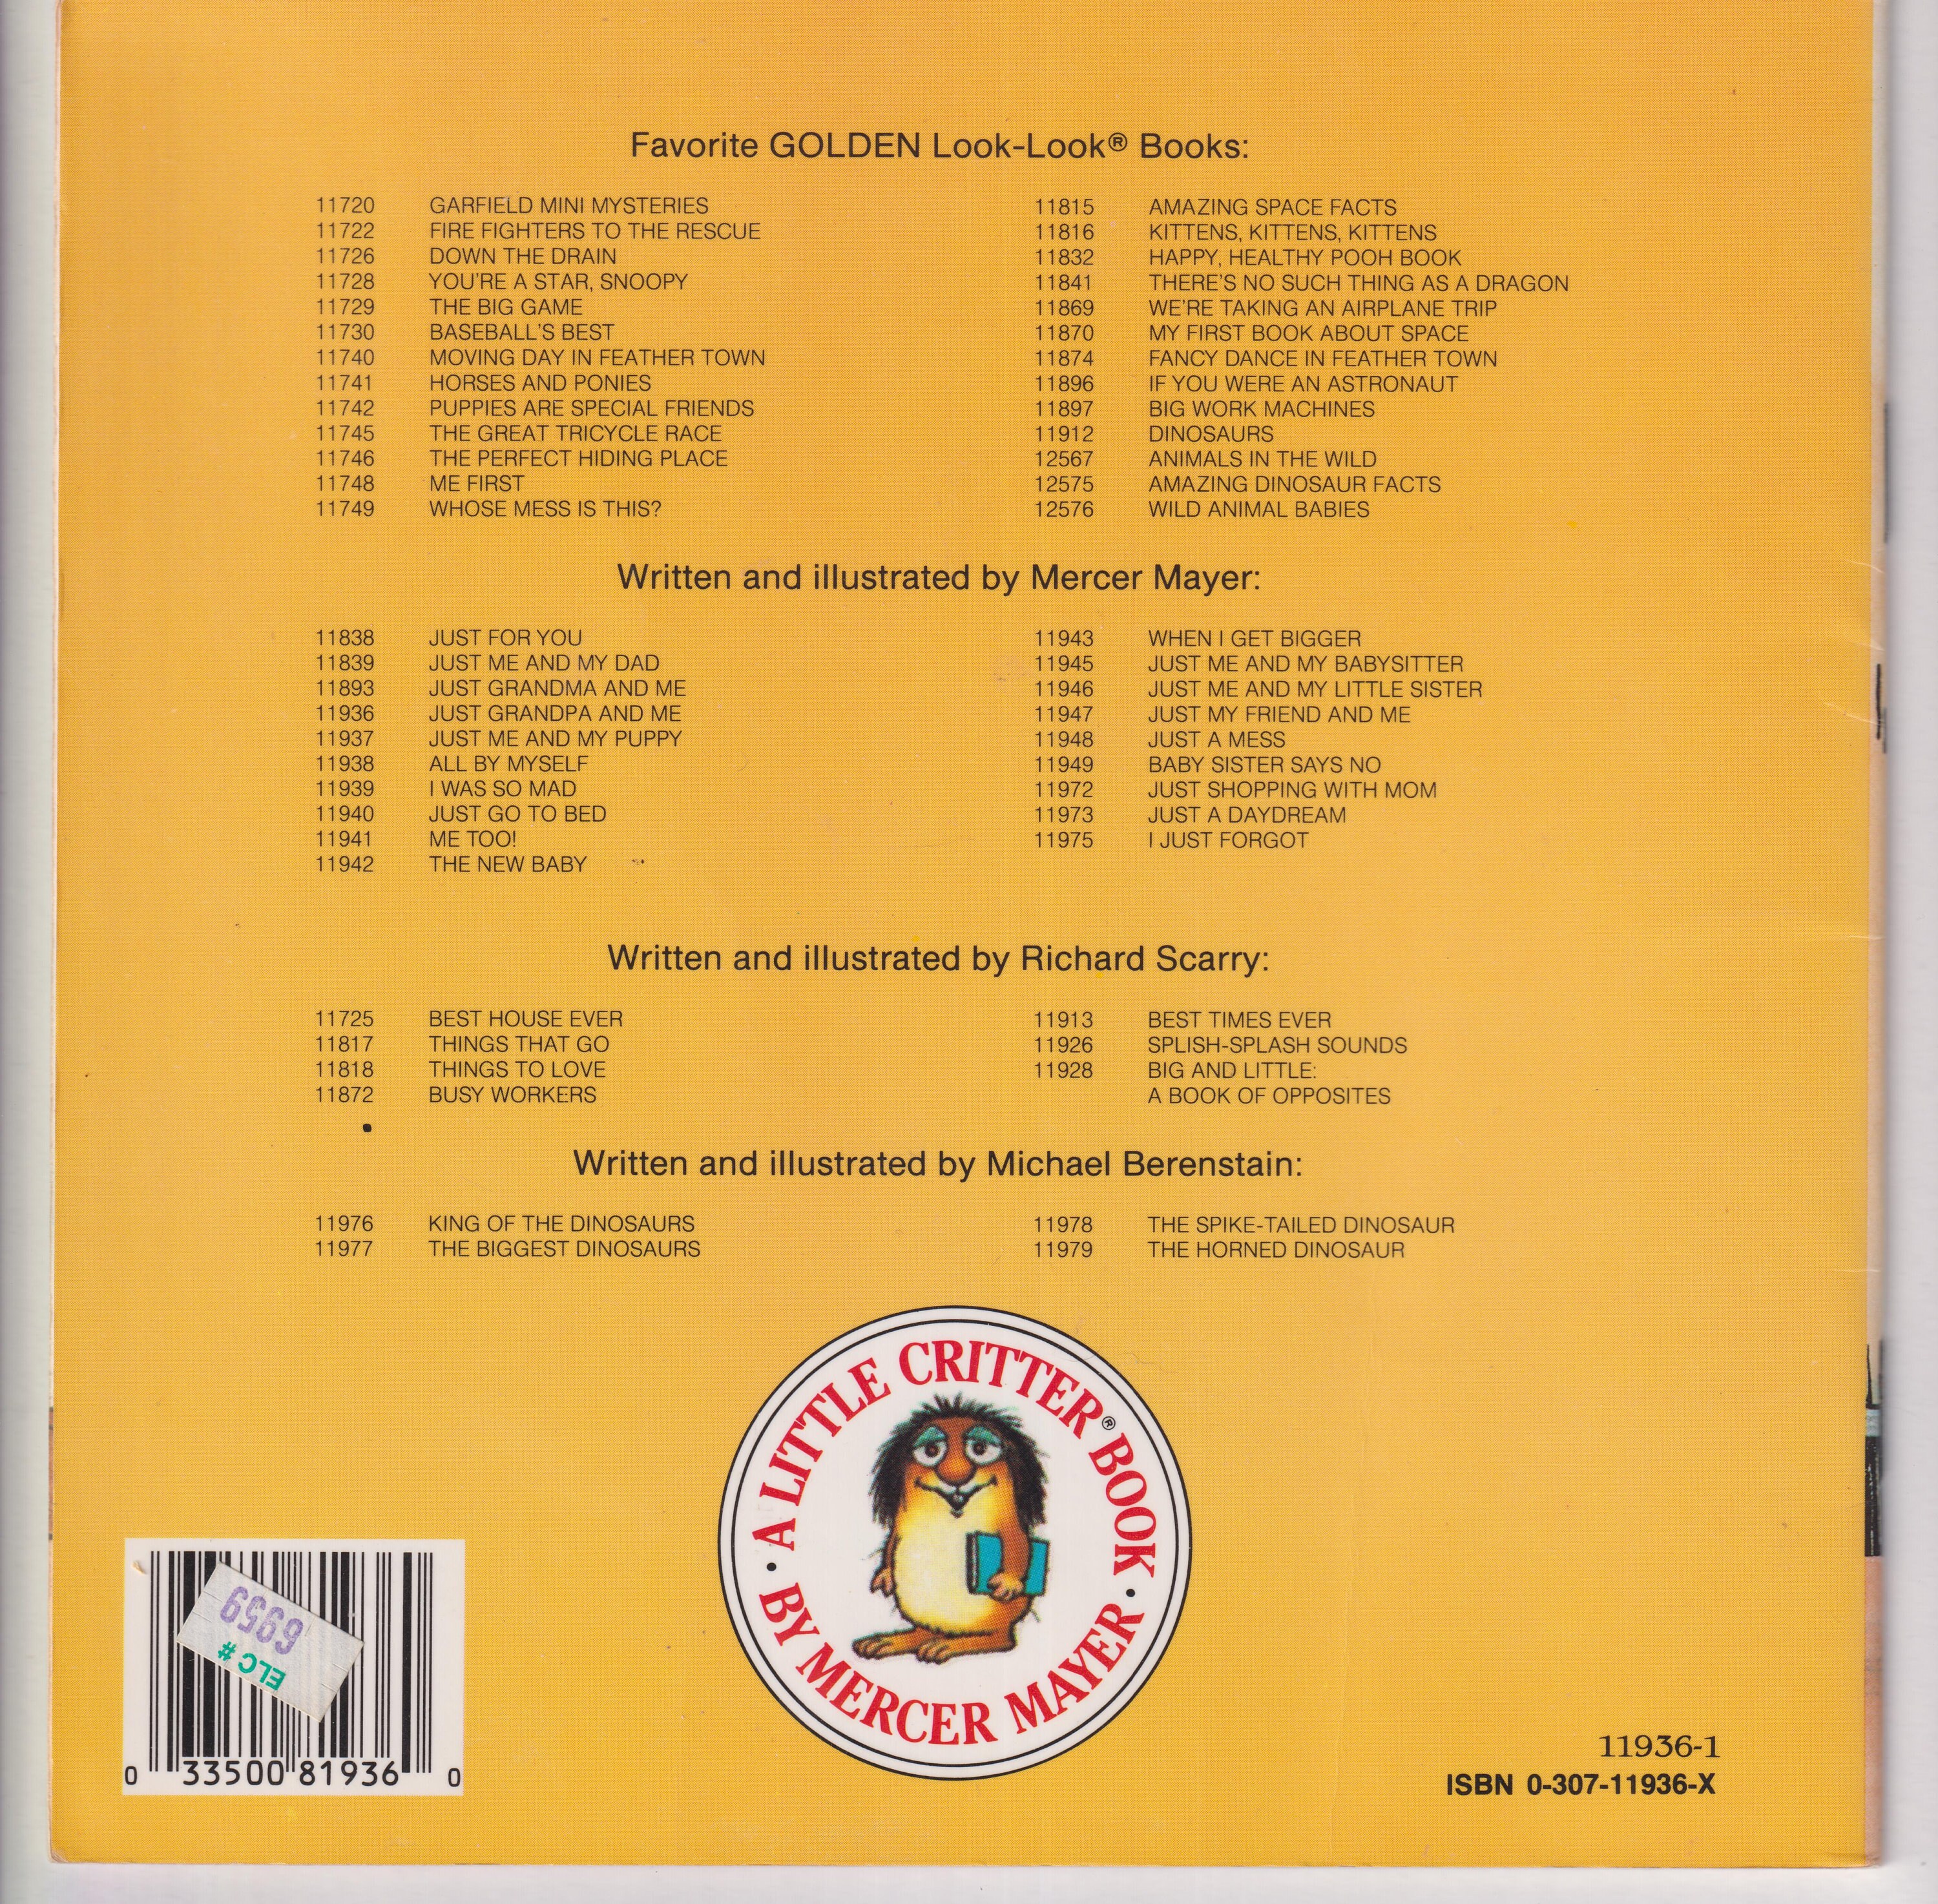 Favorite GOLDEN Look-Look® Books:
11720 GARFIELD MINI MYSTERIES
11722 FIRE FIGHTERS TO THE RESCUE
11726 DOWN THE DRAIN
11728 YOU'RE A STAR, SNOOPY
11729 THE BIG GAME
11730 BASEBALL'S BEST
11740 MOVING DAY IN FEATHER TOWN
11741 HORSES AND PONIES
11742 PUPPIES ARE SPECIAL FRIENDS
11745 THE GREAT TRICYCLE RACE
11746 THE PERFECT HIDING PLACE
11748 ME FIRST
11749 WHOSE MESS IS THIS?
11815 AMAZING SPACE FACTS
11816 KITTENS, KITTENS, KITTENS
11832 HAPPY, HEALTHY POOH BOOK
11841 THERE'S NO SUCH THING AS A DRAGON
11869 WE'RE TAKING AN AIRPLANE TRIP
11870 MY FIRST BOOK ABOUT SPACE
11874 FANCY DANCE IN FEATHER TOWN
11896 IF YOU WERE AN ASTRONAUT
11897 BIG WORK MACHINES
11912 DINOSAURS
12567 ANIMALS IN THE WILD
12575 AMAZING DINOSAUR FACTS
12576 WILD ANIMAL BABIES
Written and illustrated by Mercer Mayer:
11838 JUST FOR YOU
11839 JUST ME AND MY DAD
11893 JUST GRANDMA AND ME
11936 JUST GRANDPA AND ME
11937 JUST ME AND MY PUPPY
11938 ALL BY MYSELF
11939 I WAS SO MAD
11940 JUST GO TO BED
11941 ME TOO!
11942 THE NEW BABY
11943 WHEN I GET BIGGER
11945 JUST ME AND MY BABYSITTER
11946 JUST ME AND MY LITTLE SISTER
11947 JUST MY FRIEND AND ME
11948 JUST A MESS
11949 BABY SISTER SAYS NO
11972 JUST SHOPPING WITH MOM
11973 JUST A DAYDREAM
11975 I JUST FORGOT
Written and illustrated by Richard Scarry:
11725 BEST HOUSE EVER
11817 THINGS THAT GO
11818 THINGS TO LOVE
11872 BUSY WORKERS
11913 BEST TIMES EVER
11926 SPLISH-SPLASH SOUNDS
11928 BIG AND LITTLE:
A BOOK OF OPPOSITES
Written and illustrated by Michael Berenstain:
11976 KING OF THE DINOSAURS
11977 THE BIGGEST DINOSAURS
11978 THE SPIKE-TAILED DINOSAUR
11979 THE HORNED DINOSAUR
A LITTLE CRITTER® BOOK
• BY MERCER MAYER •
ELC #
6959
0 33500 81936 0
11936-1
ISBN 0-307-11936-X